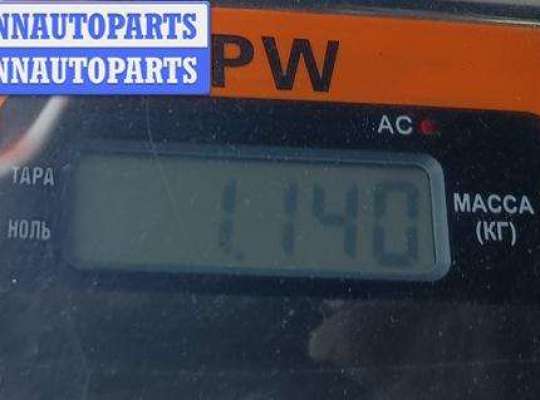 NNAUTOPARTS
NNAUTOPARTS
PW
AC
ТАРА
1.140
МАССА
НОЛЬ
(КГ)